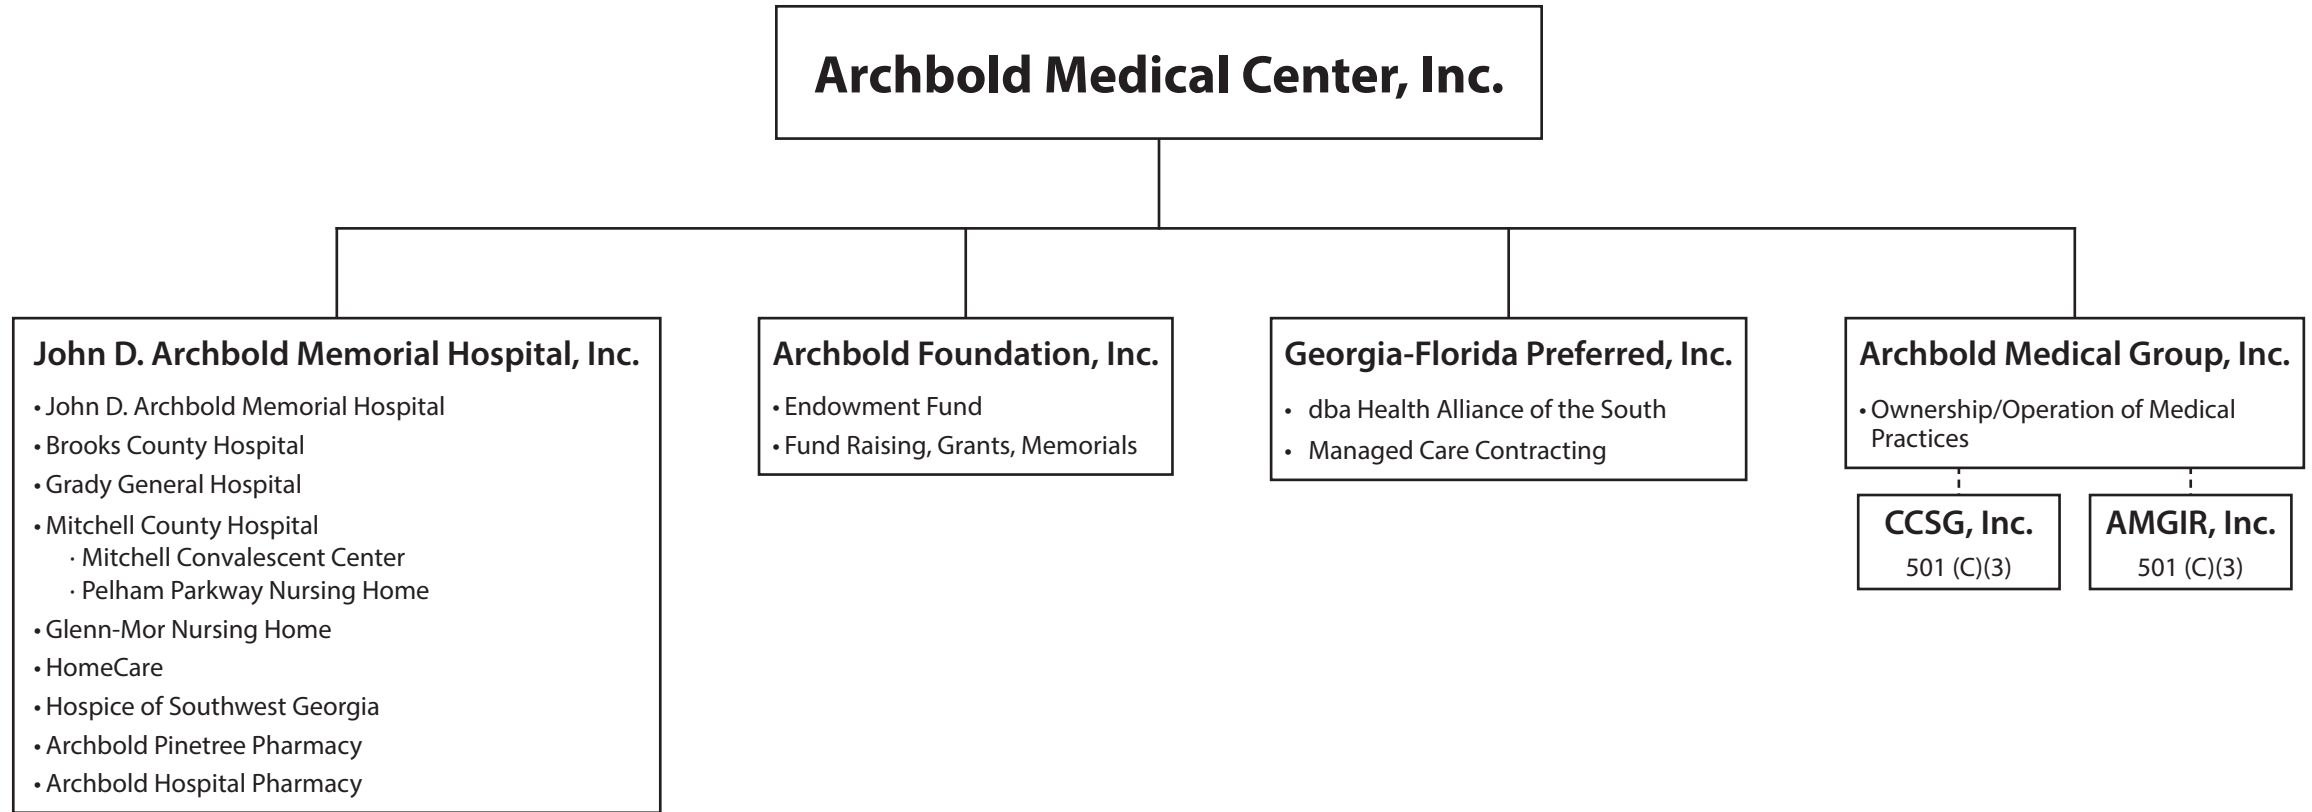 Archbold Medical Center, Inc.
John D. Archbold Memorial Hospital, Inc.
• John D. Archbold Memorial Hospital
• Brooks County Hospital
• Grady General Hospital
• Mitchell County Hospital
· Mitchell Convalescent Center
· Pelham Parkway Nursing Home
• Glenn-Mor Nursing Home
• HomeCare
• Hospice of Southwest Georgia
• Archbold Pinetree Pharmacy
• Archbold Hospital Pharmacy
Archbold Foundation, Inc.
• Endowment Fund
• Fund Raising, Grants, Memorials
Georgia-Florida Preferred, Inc.
• dba Health Alliance of the South
• Managed Care Contracting
Archbold Medical Group, Inc.
• Ownership/Operation of Medical
Practices
CCSG, Inc.
501 (C)(3)
AMGIR, Inc.
501 (C)(3)